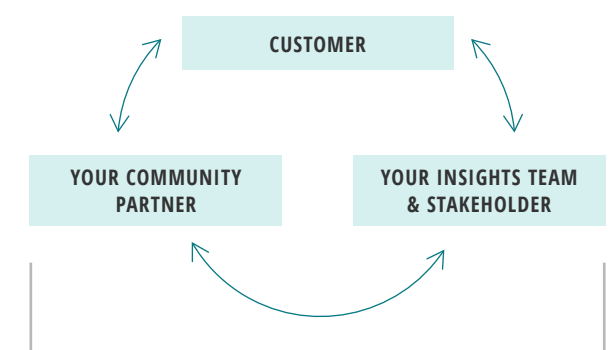 CUSTOMER
YOUR COMMUNITY
PARTNER
YOUR INSIGHTS TEAM
& STAKEHOLDER